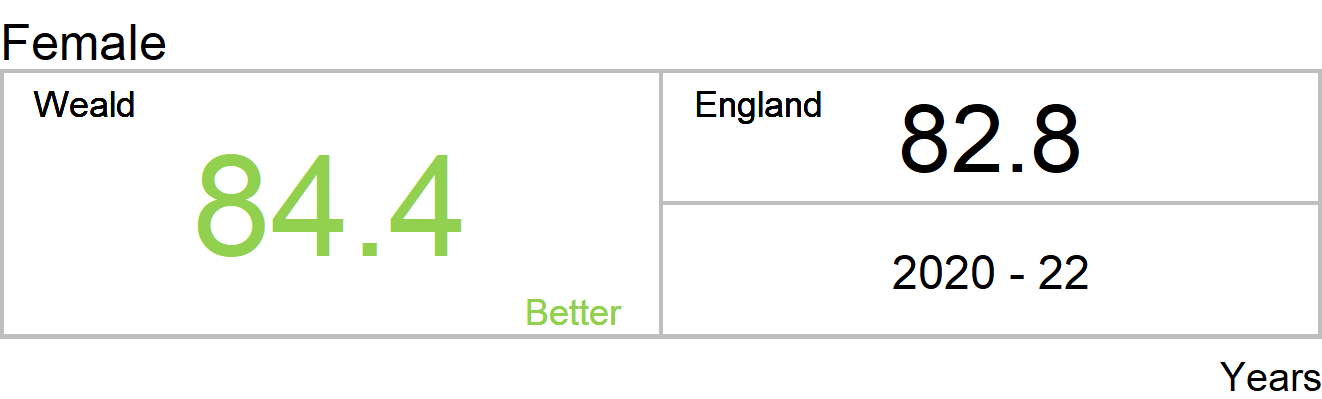 Female
Weald
84.4
Better
England
82.8
2020 - 22
Years